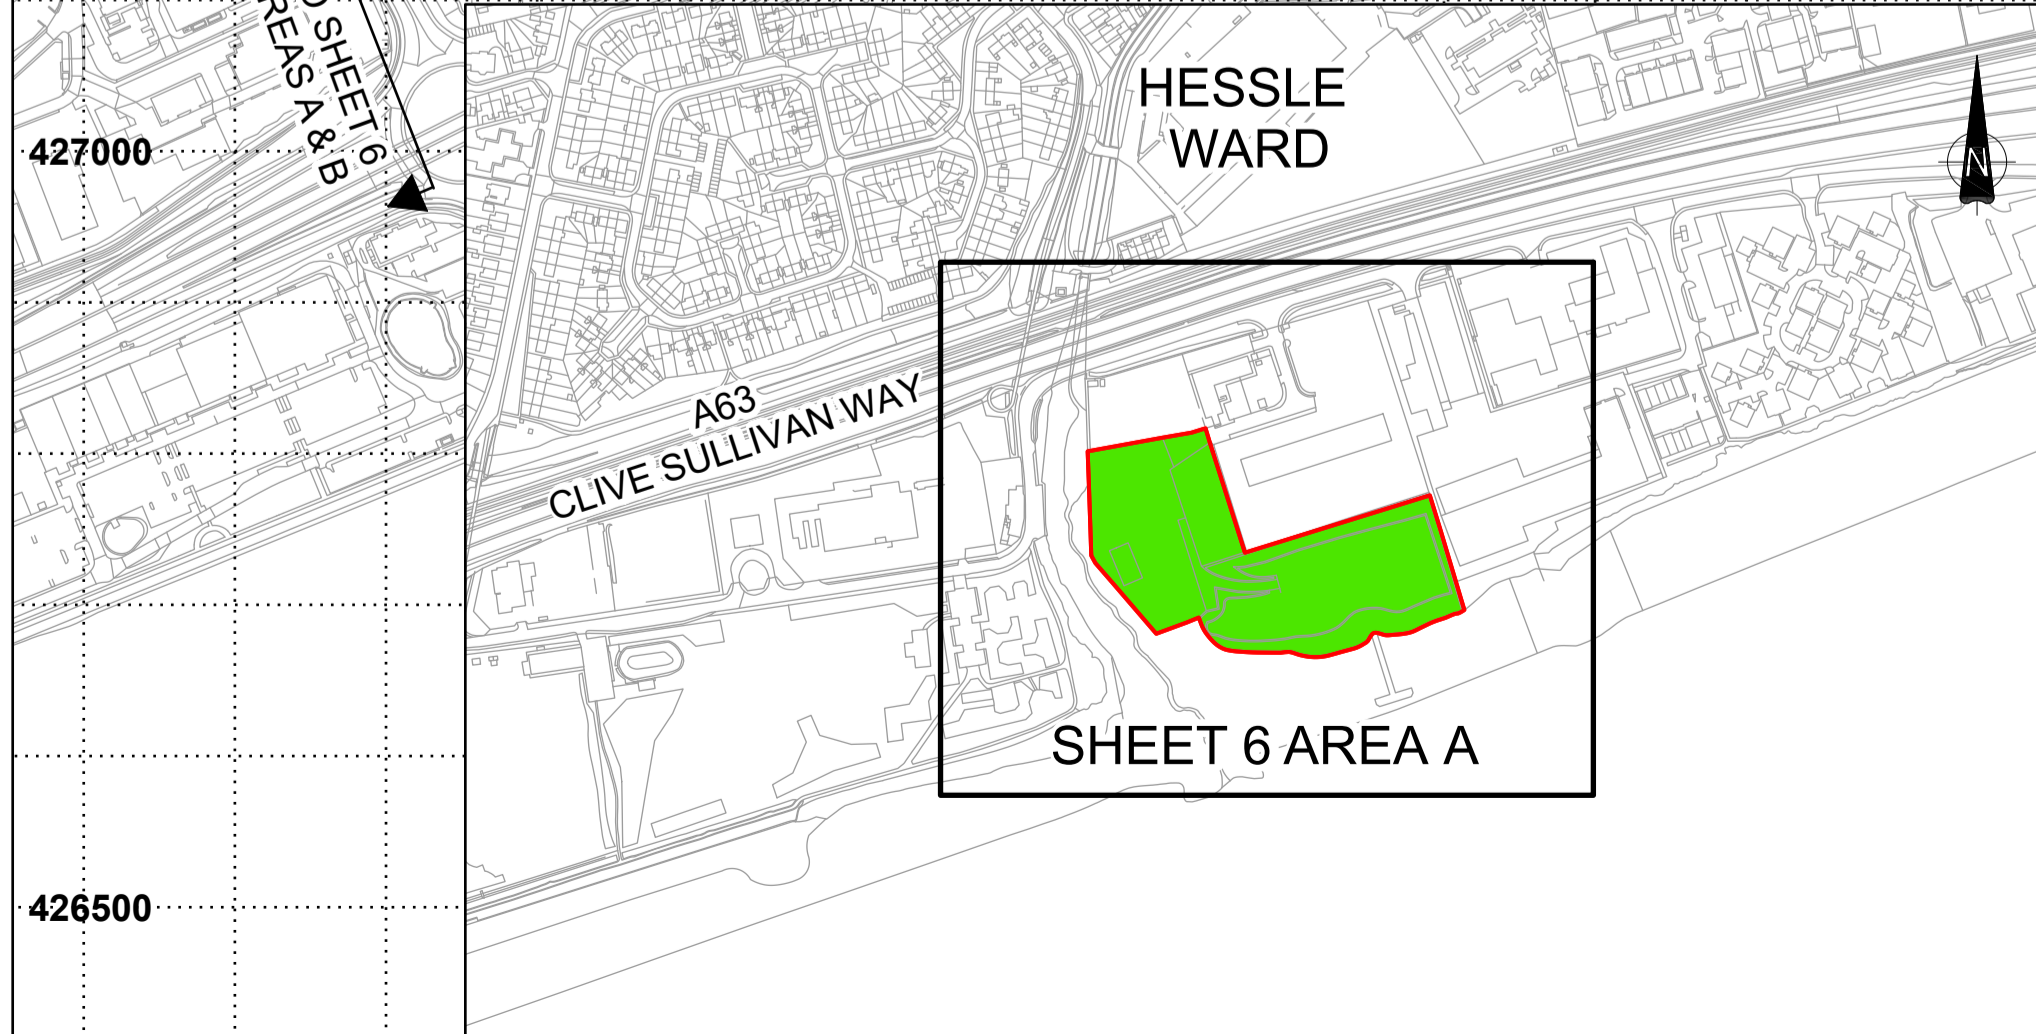 SHEET 6
REAS A & B
427000
HESSLE
WARD
N
A63
CLIVE SULLIVAN WAY
SHEET 6 AREA A
426500